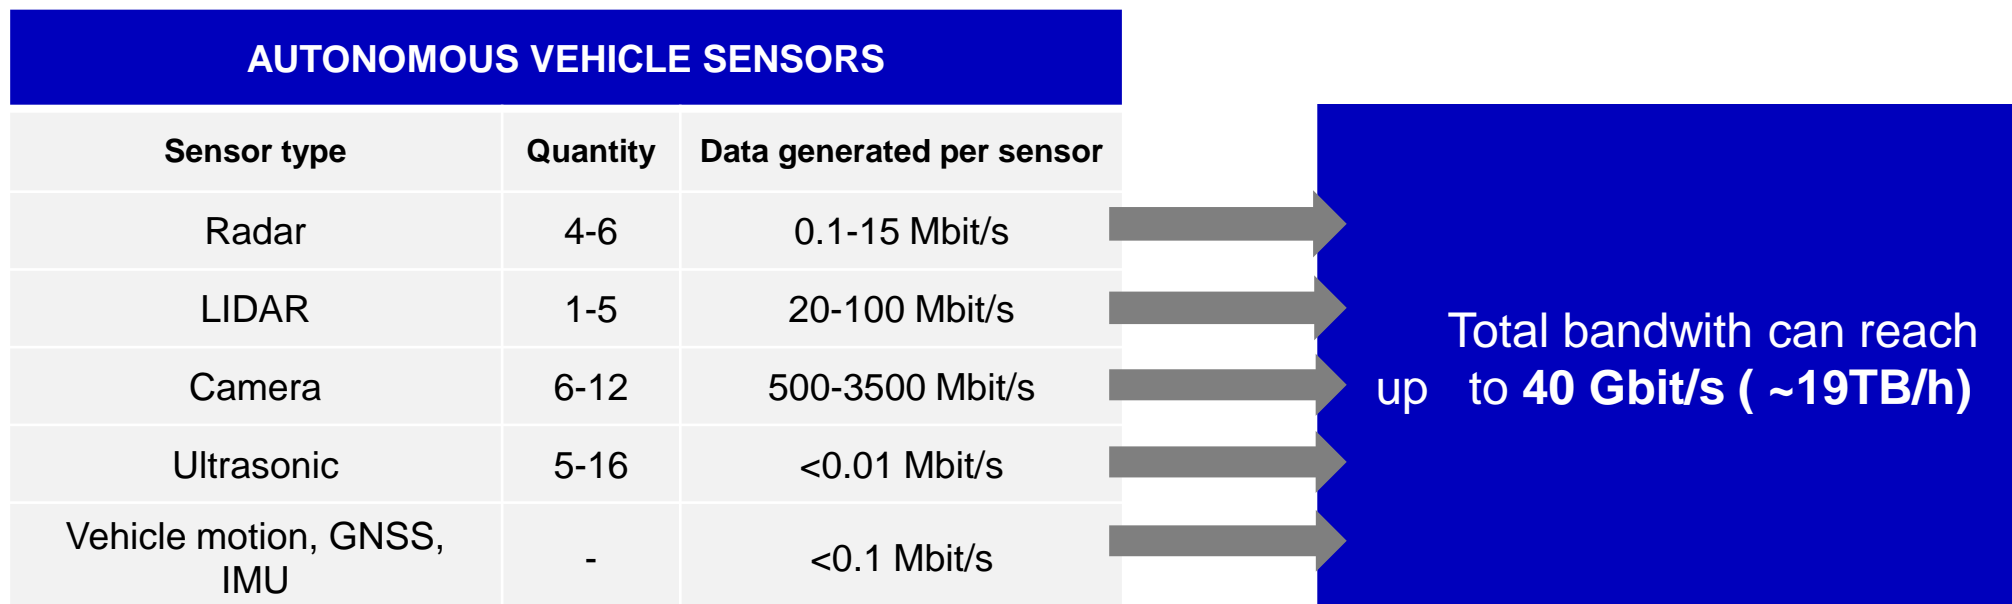 AUTONOMOUS VEHICLE SENSORS
Sensor type Quantity Data generated per sensor
Radar 4-6 0.1-15 Mbit/s
LIDAR 1-5 20-100 Mbit/s
Camera 6-12 500-3500 Mbit/s
Ultrasonic 5-16 <0.01 Mbit/s
Vehicle motion, GNSS,
IMU - <0.1 Mbit/s
Total bandwith can reach
up to 40 Gbit/s ( ~19TB/h)